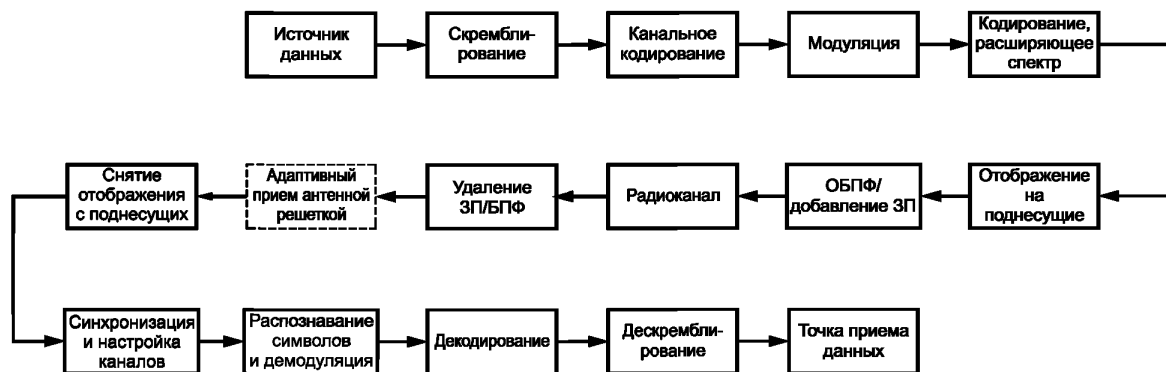 Источник
данных
Скрембли-
рование
Канальное
кодирование
Модуляция
Кодирование,
расширяющее
спектр
Снятие
отображения
с поднесущих
Адаптивный
прием антенной
решеткой
Удаление
ЗП/БПФ
Радиоканал
ОБПФ/
добавление ЗП
Отображение
на
поднесущие
Синхронизация
и настройка
каналов
Распознавание
символов
и демодуляция
Декодирование
Дескрембли-
рование
Точка приема
данных